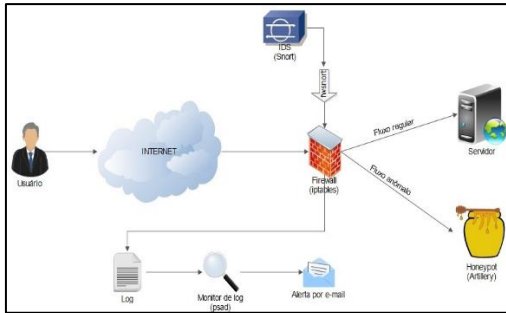 IDS
(Snort)
fwsnort
INTERNET
Usuário
Firewall
(iptables)
Fluxo regular
Servidor
Fluxo anómalo
Honeypot
(Artillery)
Log
Monitor de log
(psad)
Alerta por e-mail